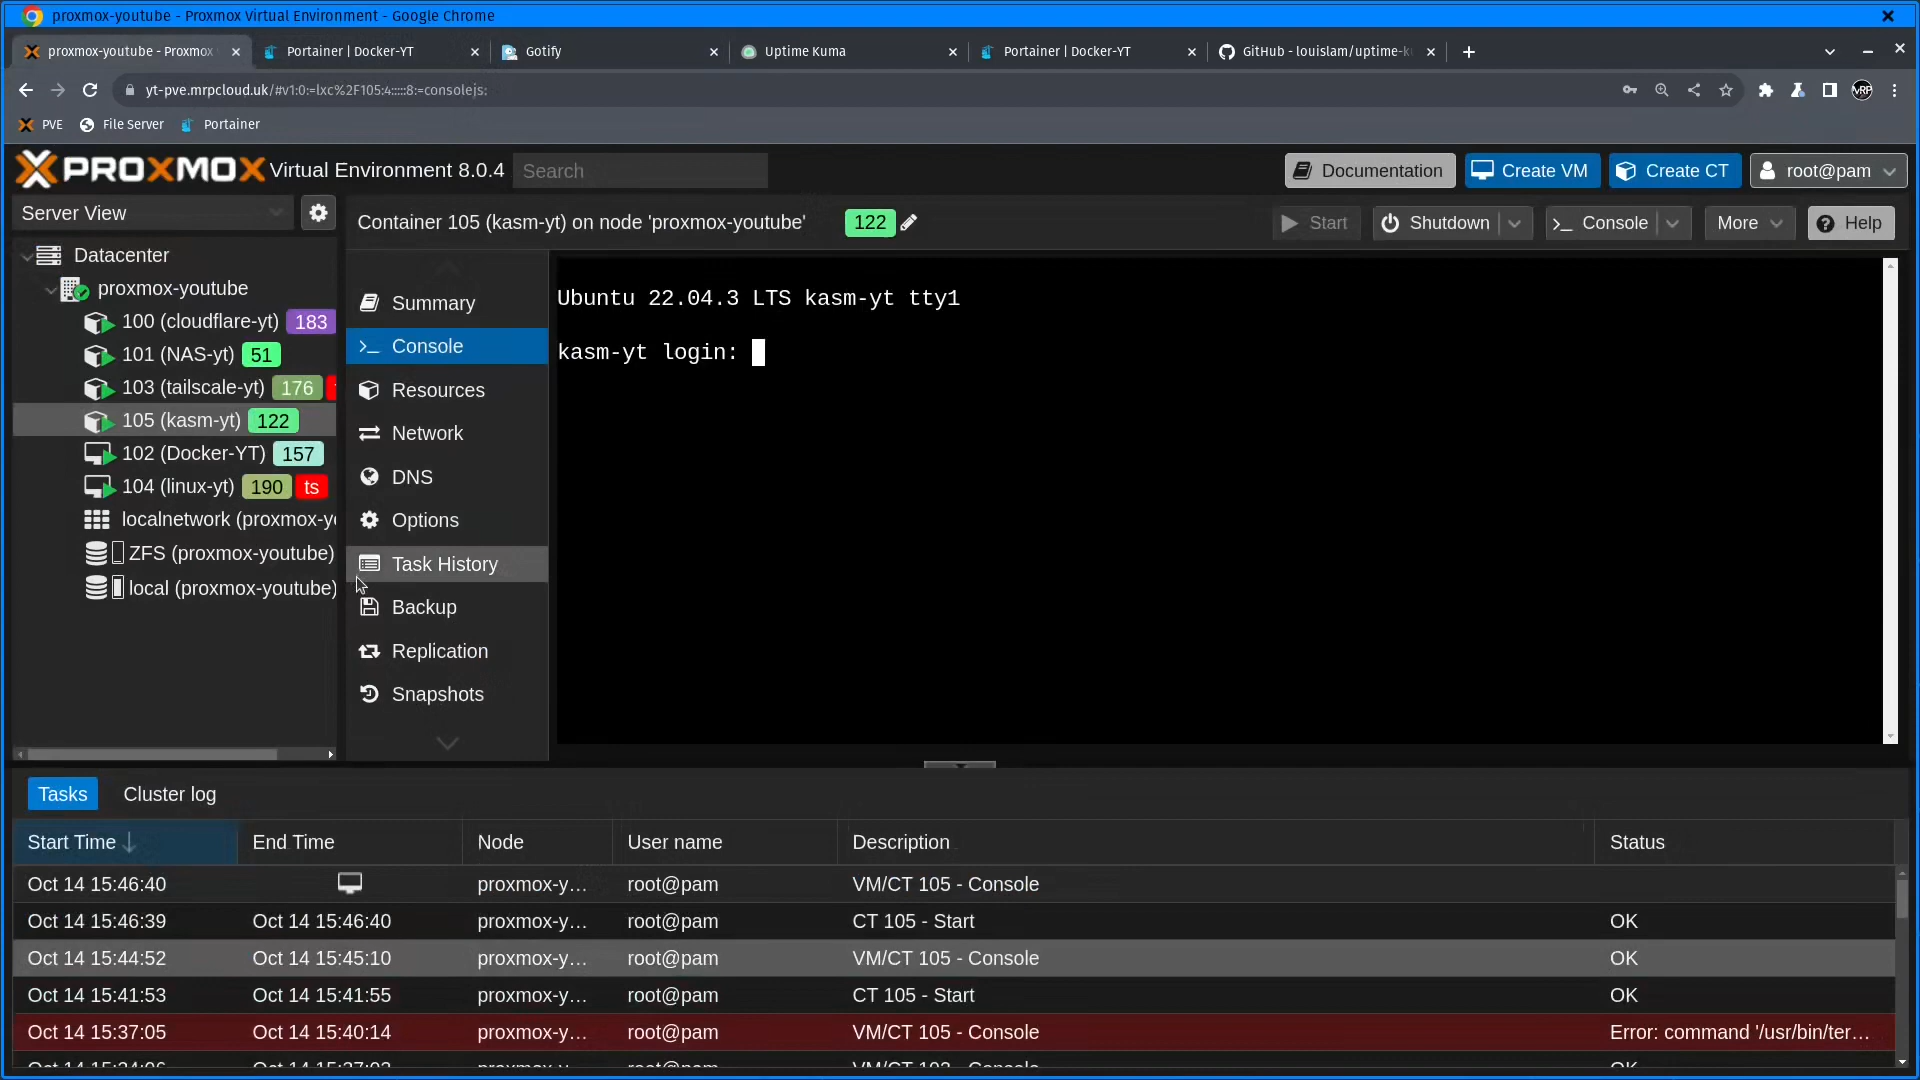 proxmox-youtube - Proxmox Virtual Environment - Google Chrome
proxmox-youtube - Proxmox
Portainer | Docker-YT
Gotify
Uptime Kuma
Portainer | Docker-YT
GitHub - louislam/uptime-k
yt-pve.mrpcloud.uk/#v1:0:=lxc%2F105:4:::::8:=consolejs:
PVE
File Server
Portainer
PROXMOX Virtual Environment 8.0.4
Search
Documentation
Create VM
Create CT
root@pam
Server View
Container 105 (kasm-yt) on node 'proxmox-youtube'
122
Start
Shutdown
Console
More
Help
Datacenter
proxmox-youtube
100 (cloudflare-yt) 183
101 (NAS-yt) 51
103 (tailscale-yt) 176
105 (kasm-yt) 122
102 (Docker-YT) 157
104 (linux-yt) 190 ts
localnetwork (proxmox-y
ZFS (proxmox-youtube)
local (proxmox-youtube)
Summary
Console
Resources
Network
DNS
Options
Task History
Backup
Replication
Snapshots
Ubuntu 22.04.3 LTS kasm-yt tty1
kasm-yt login:
Tasks
Cluster log
Start Time End Time Node User name Description Status
Oct 14 15:46:40 proxmox-y... root@pam VM/CT 105 - Console
Oct 14 15:46:39 Oct 14 15:46:40 proxmox-y... root@pam CT 105 - Start OK
Oct 14 15:44:52 Oct 14 15:45:10 proxmox-y... root@pam VM/CT 105 - Console OK
Oct 14 15:41:53 Oct 14 15:41:55 proxmox-y... root@pam CT 105 - Start OK
Oct 14 15:37:05 Oct 14 15:40:14 proxmox-y... root@pam VM/CT 105 - Console Error: command '/usr/bin/ter...